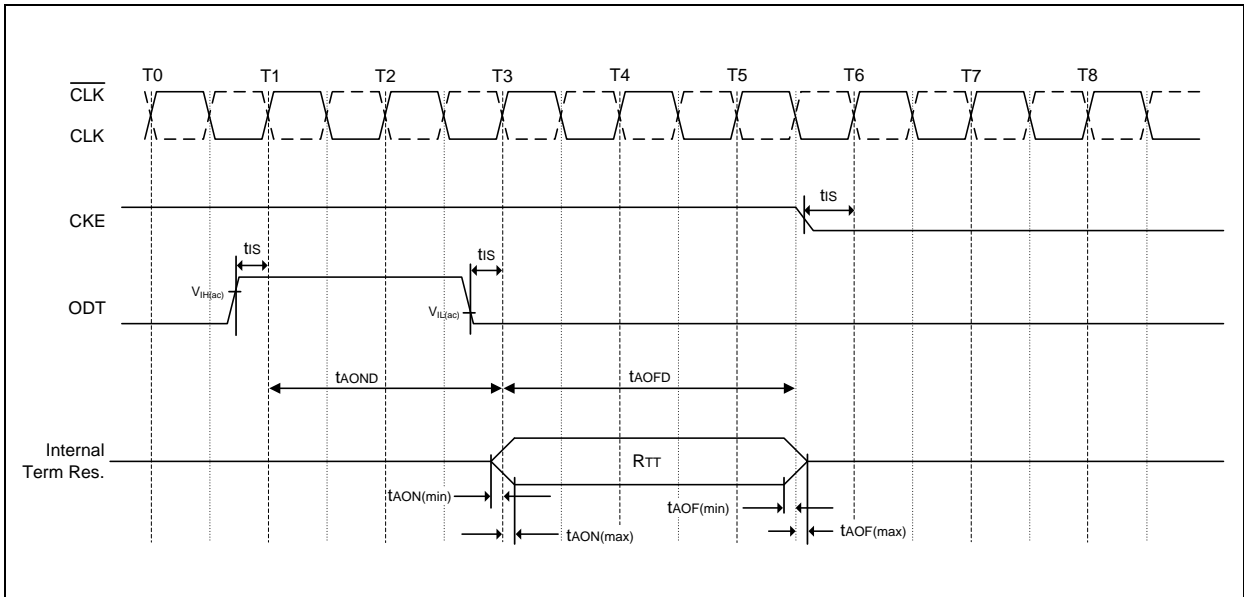 T0 T1 T2 T3 T4 T5 T6 T7 T8
CLK
CLK
CKE
tIS
tIS
tIS
VIH(ac)
ODT
VIL(ac)
tAOND
tAOFD
Internal
Term Res.
RTT
tAON(min)
tAOF(min)
tAON(max)
tAOF(max)